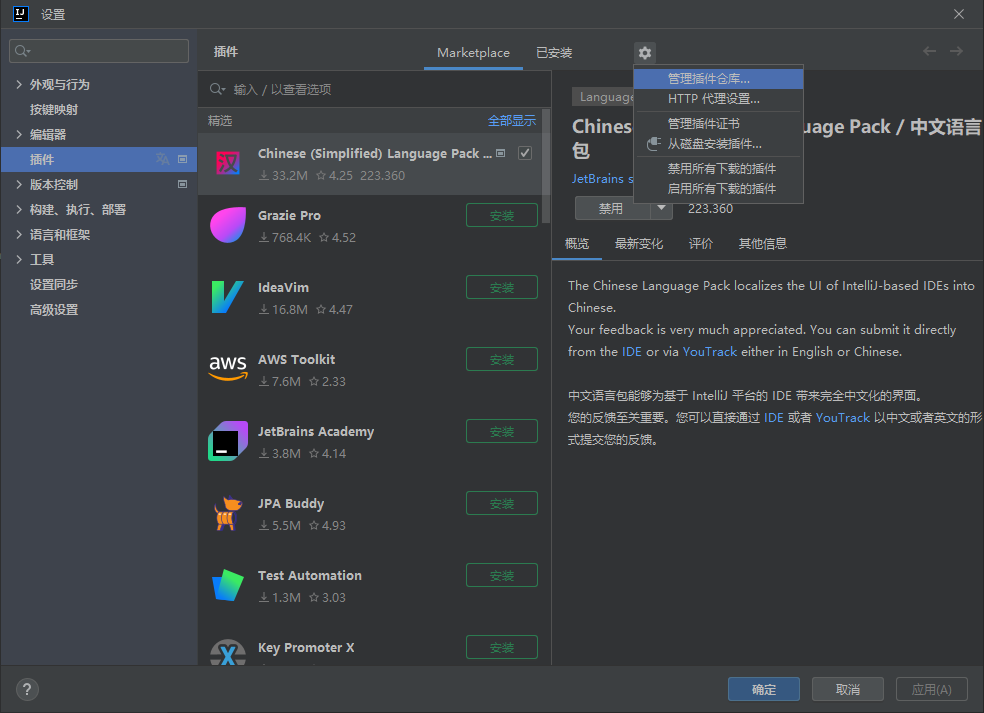 设置
插件
Marketplace
已安装
外观与行为
按键映射
编辑器
插件
版本控制
构建、执行、部署
语言和框架
工具
设置同步
高级设置
输入 / 以查看选项
精选
全部显示
Chinese (Simplified) Language Pack ...
33.2M 4.25 223.360
Grazie Pro
安装
768.4K 4.52
IdeaVim
安装
16.8M 4.47
aws
AWS Toolkit
安装
7.6M 2.33
JetBrains Academy
安装
3.8M 4.14
JPA Buddy
安装
5.5M 4.93
Test Automation
安装
1.3M 3.03
Key Promoter X
安装
管理插件仓库...
HTTP 代理设置...
管理插件证书
从磁盘安装插件...
禁用所有下载的插件
启用所有下载的插件
Language
Chines
uage Pack / 中文语言
包
JetBrains s
禁用
223.360
概览
最新变化
评价
其他信息
The Chinese Language Pack localizes the UI of IntelliJ-based IDEs into
Chinese.
Your feedback is very much appreciated. You can submit it directly
from the IDE or via YouTrack either in English or Chinese.
中文语言包能够为基于 IntelliJ 平台的 IDE 带来完全中文化的界面。
您的反馈至关重要。您可以直接通过 IDE 或者 YouTrack 以中文或者英文的形
式提交您的反馈。
?
确定
取消
应用(A)